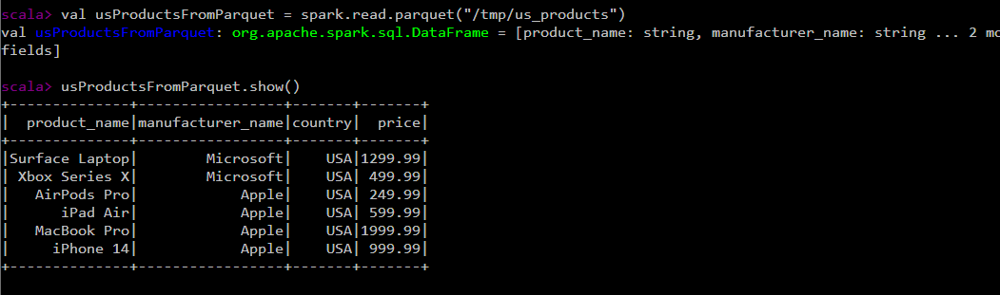 scala> val usProductsFromParquet = spark.read.parquet("/tmp/us_products")
val usProductsFromParquet: org.apache.spark.sql.DataFrame = [product_name: string, manufacturer_name: string ... 2 mo
fields]
scala> usProductsFromParquet.show()
+--------------+-----------------+-------+-------+
|  product_name|manufacturer_name|country|  price|
+--------------+-----------------+-------+-------+
|Surface Laptop|        Microsoft|    USA|1299.99|
| Xbox Series X|        Microsoft|    USA| 499.99|
|   AirPods Pro|            Apple|    USA| 249.99|
|      iPad Air|            Apple|    USA| 599.99|
|   MacBook Pro|            Apple|    USA|1999.99|
|     iPhone 14|            Apple|    USA| 999.99|
+--------------+-----------------+-------+-------+